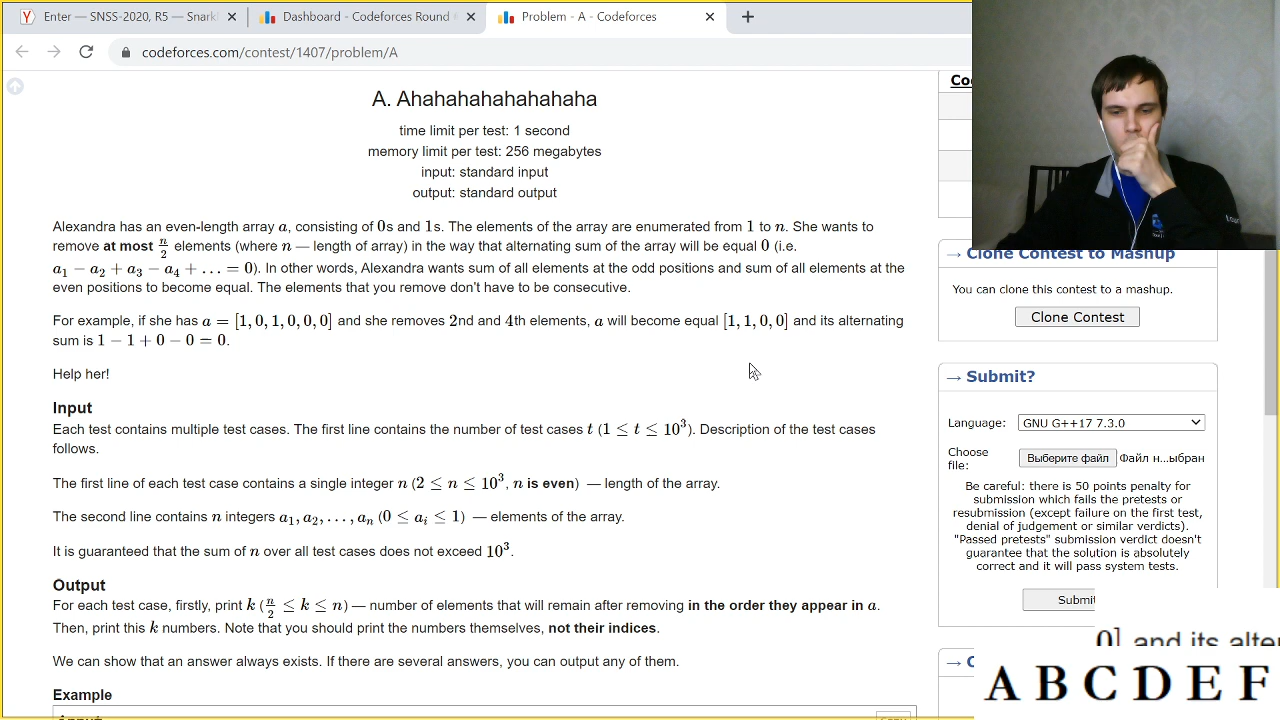 Enter — SNSS-2020, R5 — Snark
Dashboard - Codeforces Round
Problem - A - Codeforces
codeforces.com/contest/1407/problem/A
A. Ahahahahahahahaha
time limit per test: 1 second
memory limit per test: 256 megabytes
input: standard input
output: standard output
Alexandra has an even-length array a, consisting of 0s and 1s. The elements of the array are enumerated from 1 to n. She wants to
remove at most n/2 elements (where n — length of array) in the way that alternating sum of the array will be equal 0 (i.e.
a₁ − a₂ + a₃ − a₄ + … = 0). In other words, Alexandra wants sum of all elements at the odd positions and sum of all elements at the
even positions to become equal. The elements that you remove don't have to be consecutive.
For example, if she has a = [1, 0, 1, 0, 0, 0] and she removes 2nd and 4th elements, a will become equal [1, 1, 0, 0] and its alternating
sum is 1 − 1 + 0 − 0 = 0.
Help her!
Input
Each test contains multiple test cases. The first line contains the number of test cases t (1 ≤ t ≤ 10³). Description of the test cases
follows.
The first line of each test case contains a single integer n (2 ≤ n ≤ 10³, n is even) — length of the array.
The second line contains n integers a₁, a₂, …, aₙ (0 ≤ aᵢ ≤ 1) — elements of the array.
It is guaranteed that the sum of n over all test cases does not exceed 10³.
Output
For each test case, firstly, print k (n/2 ≤ k ≤ n) — number of elements that will remain after removing in the order they appear in a.
Then, print this k numbers. Note that you should print the numbers themselves, not their indices.
We can show that an answer always exists. If there are several answers, you can output any of them.
Example
Co
→ Clone Contest to Mashup
You can clone this contest to a mashup.
Clone Contest
→ Submit?
Language: GNU G++17 7.3.0
Choose
file: Выберите файл Файл н...ыбран
Be careful: there is 50 points penalty for
submission which fails the pretests or
resubmission (except failure on the first test,
denial of judgement or similar verdicts).
"Passed pretests" submission verdict doesn't
guarantee that the solution is absolutely
correct and it will pass system tests.
Submit
0] and its alter
→ C
A B C D E F